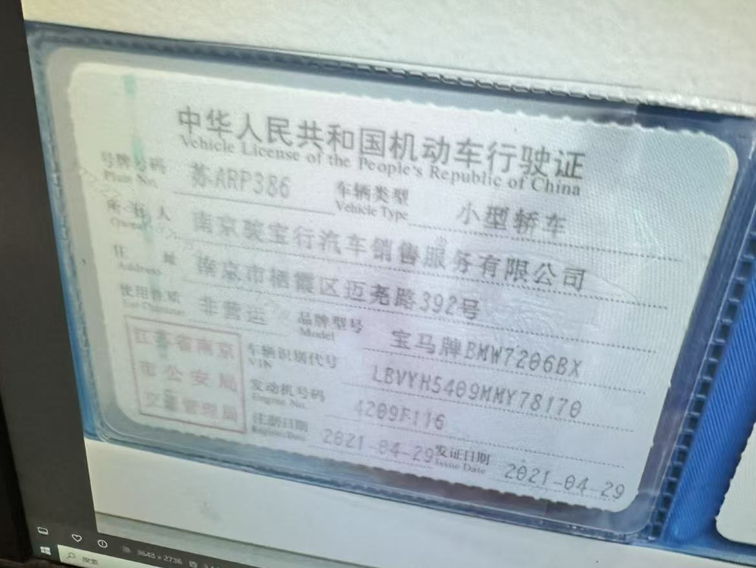 中华人民共和国机动车行驶证
Vehicle License of the People's Republic of China
号牌号码 苏ARP386 车辆类型 小型轿车
Plate No. Vehicle Type
所有人 南京骏宝行汽车销售服务有限公司
Owner
住址 南京市栖霞区迈尧路392号
Address
使用性质 非营运 品牌型号 宝马牌BMW7206BX
Use Character Model
江苏省南京
市公安局
交通管理局
车辆识别代号 LBVYH5409MMY78170
VIN
发动机号码 4209F116
Engine No.
注册日期 2021-04-29 发证日期 2021-04-29
Register Date Issue Date
3648 x 2736
搜索